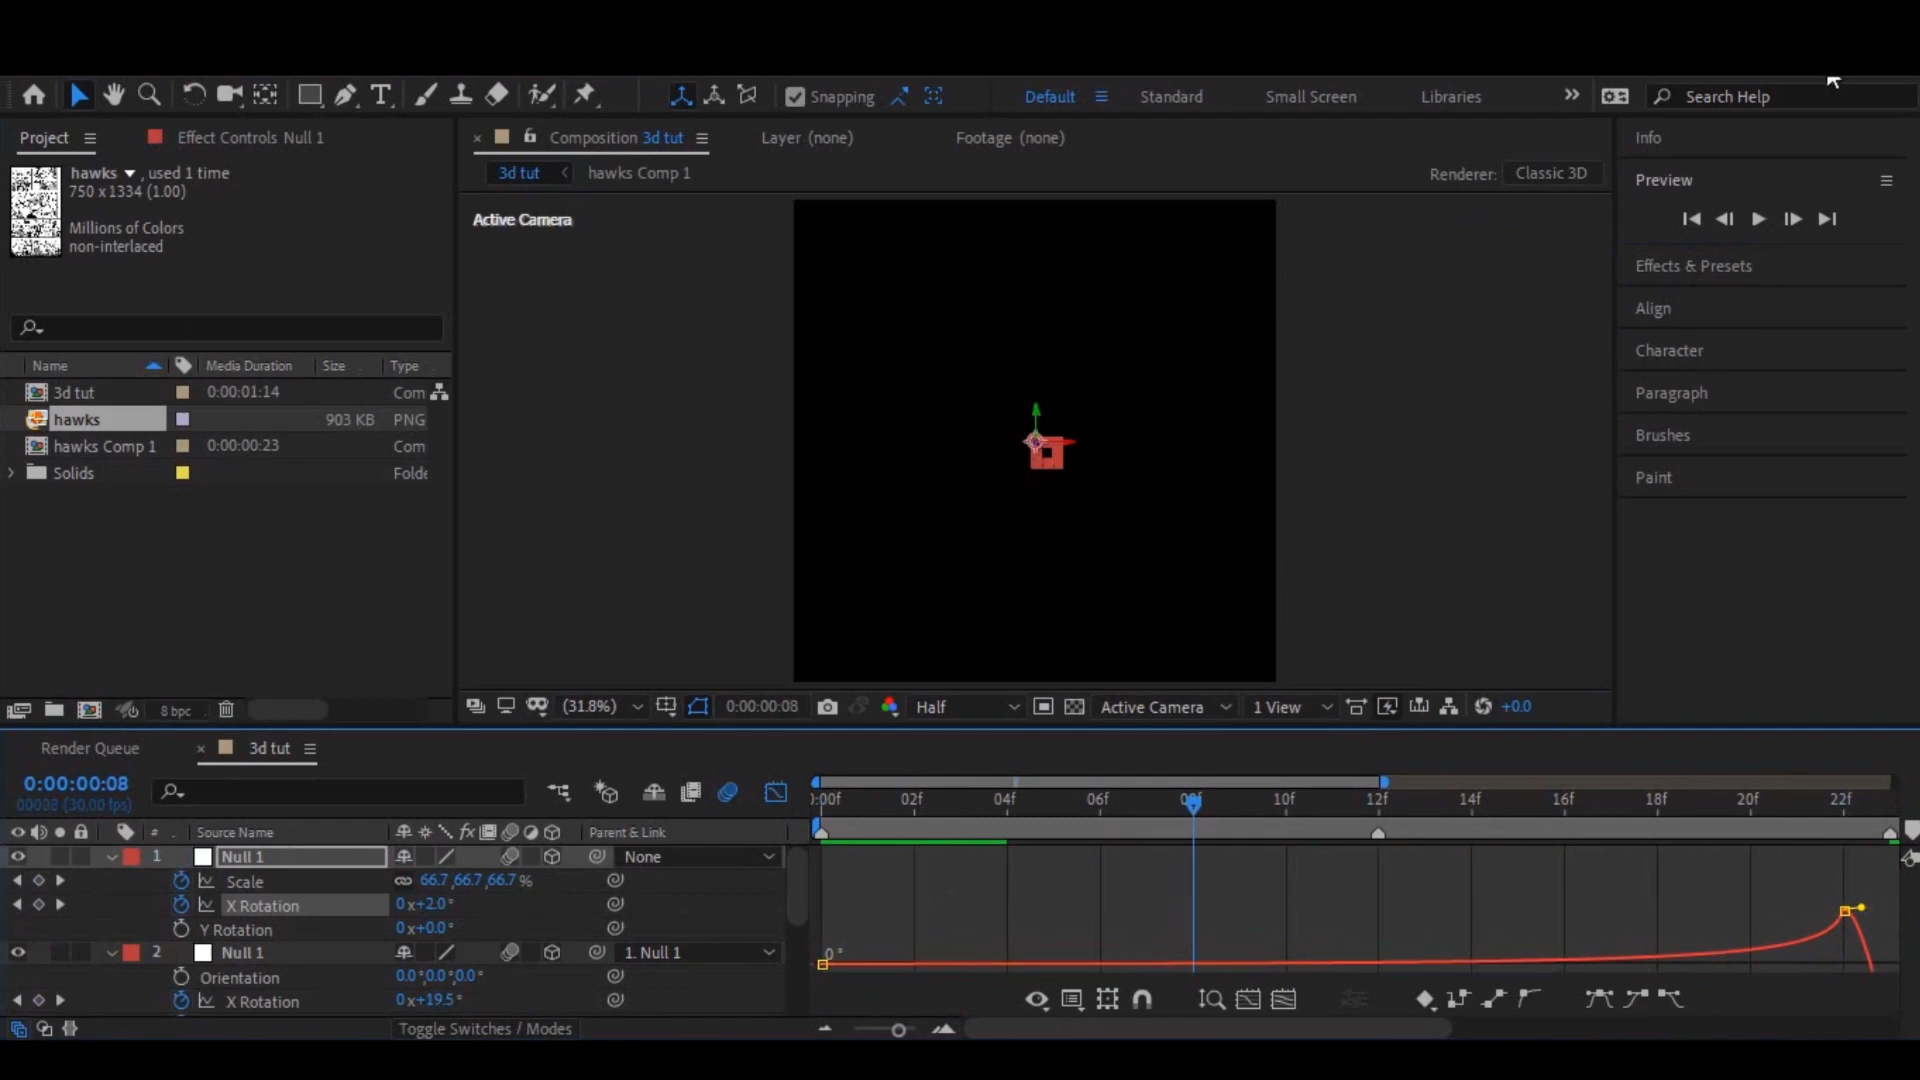 Snapping
Default
Standard
Small Screen
Libraries
Search Help
Project
Effect Controls Null 1
Composition 3d tut
Layer (none)
Footage (none)
Info
hawks , used 1 time
750 x 1334 (1.00)
Millions of Colors
non-interlaced
3d tut
hawks Comp 1
Renderer: Classic 3D
Preview
Active Camera
Effects & Presets
Align
Character
Paragraph
Brushes
Paint
Name Media Duration Size Type
3d tut 0:00:01:14 Com
hawks 903 KB PNG
hawks Comp 1 0:00:00:23 Com
Solids Folde
8 bpc
(31.8%) 0:00:00:08 Half Active Camera 1 View +0.0
Render Queue
3d tut
0:00:00:08
00008 (30.00 fps)
):00f 02f 04f 06f 08f 10f 12f 14f 16f 18f 20f 22f
# . Source Name fx Parent & Link
1 Null 1 None
Scale 66.7,66.7,66.7 %
X Rotation 0 x+2.0 °
Y Rotation 0 x+0.0 °
2 Null 1 1. Null 1
Orientation 0.0 °,0.0 °,0.0 °
X Rotation 0 x+19.5 °
0 °
Toggle Switches / Modes